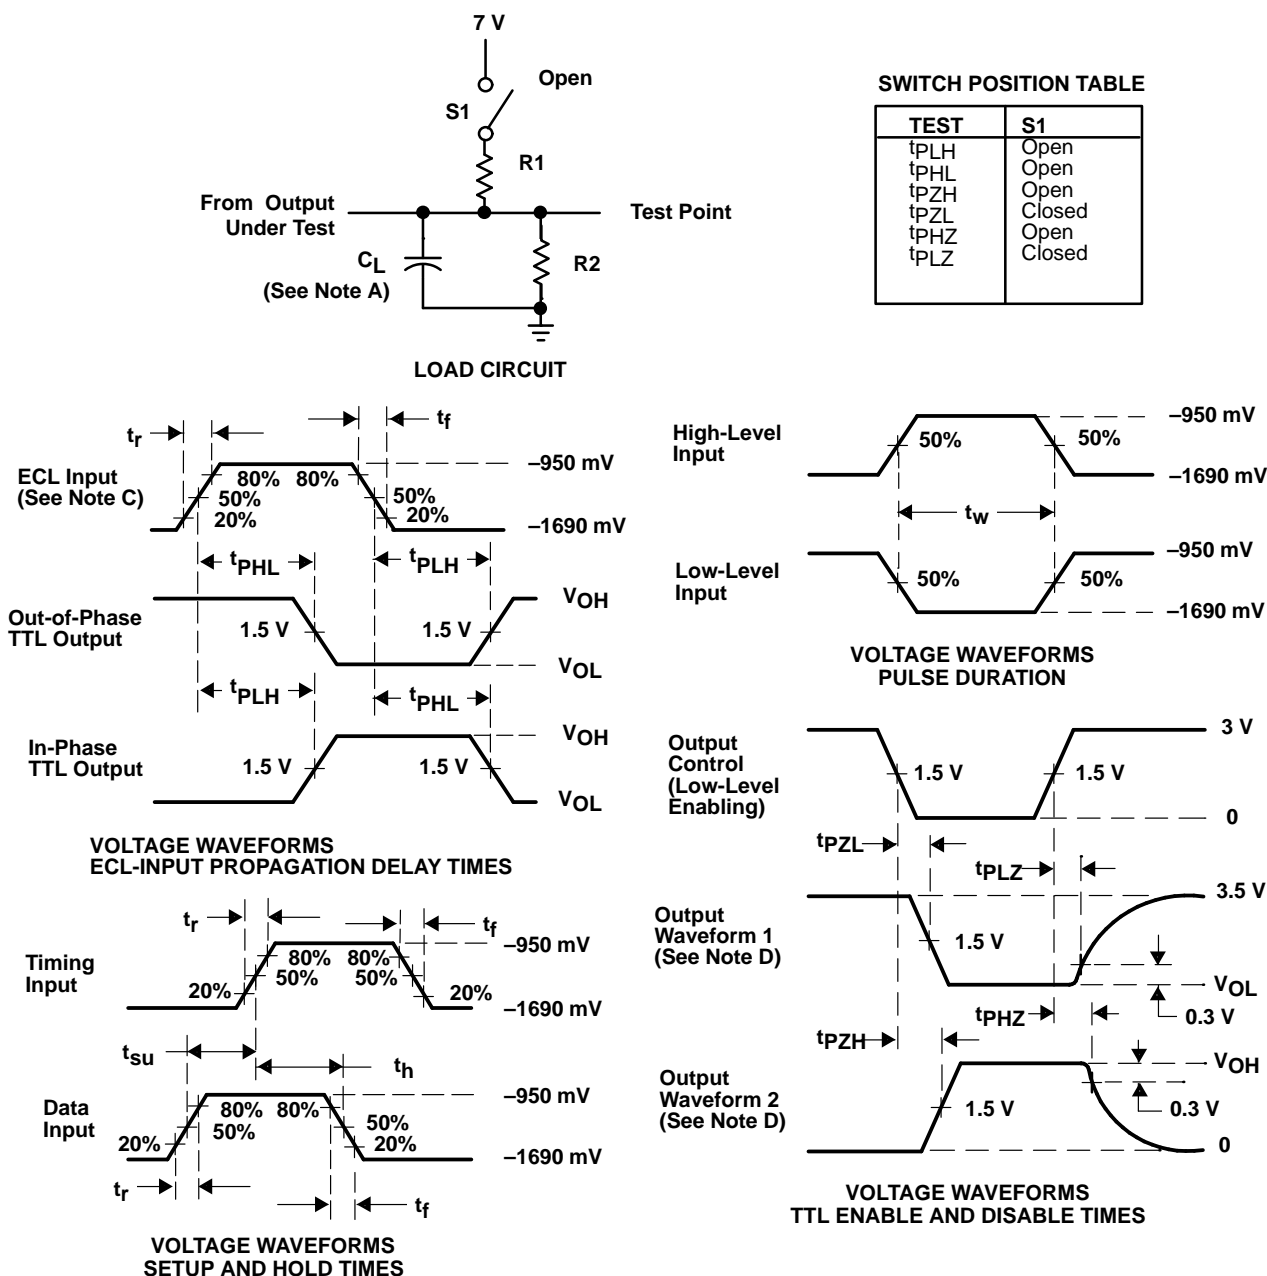 7 V
Open
S1
R1
From Output
Under Test
Test Point
CL
(See Note A)
R2
LOAD CIRCUIT
SWITCH POSITION TABLE
TEST S1
tPLH Open
tPHL Open
tPZH Open
tPZL Closed
tPHZ Open
tPLZ Closed
tr
tf
ECL Input
(See Note C)
80% 80%
50% 50%
20% 20%
–950 mV
–1690 mV
tPHL
tPLH
Out-of-Phase
TTL Output
1.5 V 1.5 V
VOH
VOL
tPLH
tPHL
In-Phase
TTL Output
1.5 V 1.5 V
VOH
VOL
VOLTAGE WAVEFORMS
ECL-INPUT PROPAGATION DELAY TIMES
High-Level
Input
50% 50%
–950 mV
–1690 mV
tw
Low-Level
Input
50% 50%
–950 mV
–1690 mV
VOLTAGE WAVEFORMS
PULSE DURATION
tr
tf
Timing
Input
80% 80%
50% 50%
20% 20%
–950 mV
–1690 mV
tsu
th
Data
Input
80% 80%
50% 50%
20% 20%
–950 mV
–1690 mV
tr
tf
VOLTAGE WAVEFORMS
SETUP AND HOLD TIMES
Output
Control
(Low-Level
Enabling)
1.5 V 1.5 V
3 V
0
tPZL
tPLZ
Output
Waveform 1
(See Note D)
1.5 V
3.5 V
VOL
0.3 V
tPHZ
tPZH
Output
Waveform 2
(See Note D)
1.5 V
VOH
0.3 V
0
VOLTAGE WAVEFORMS
TTL ENABLE AND DISABLE TIMES